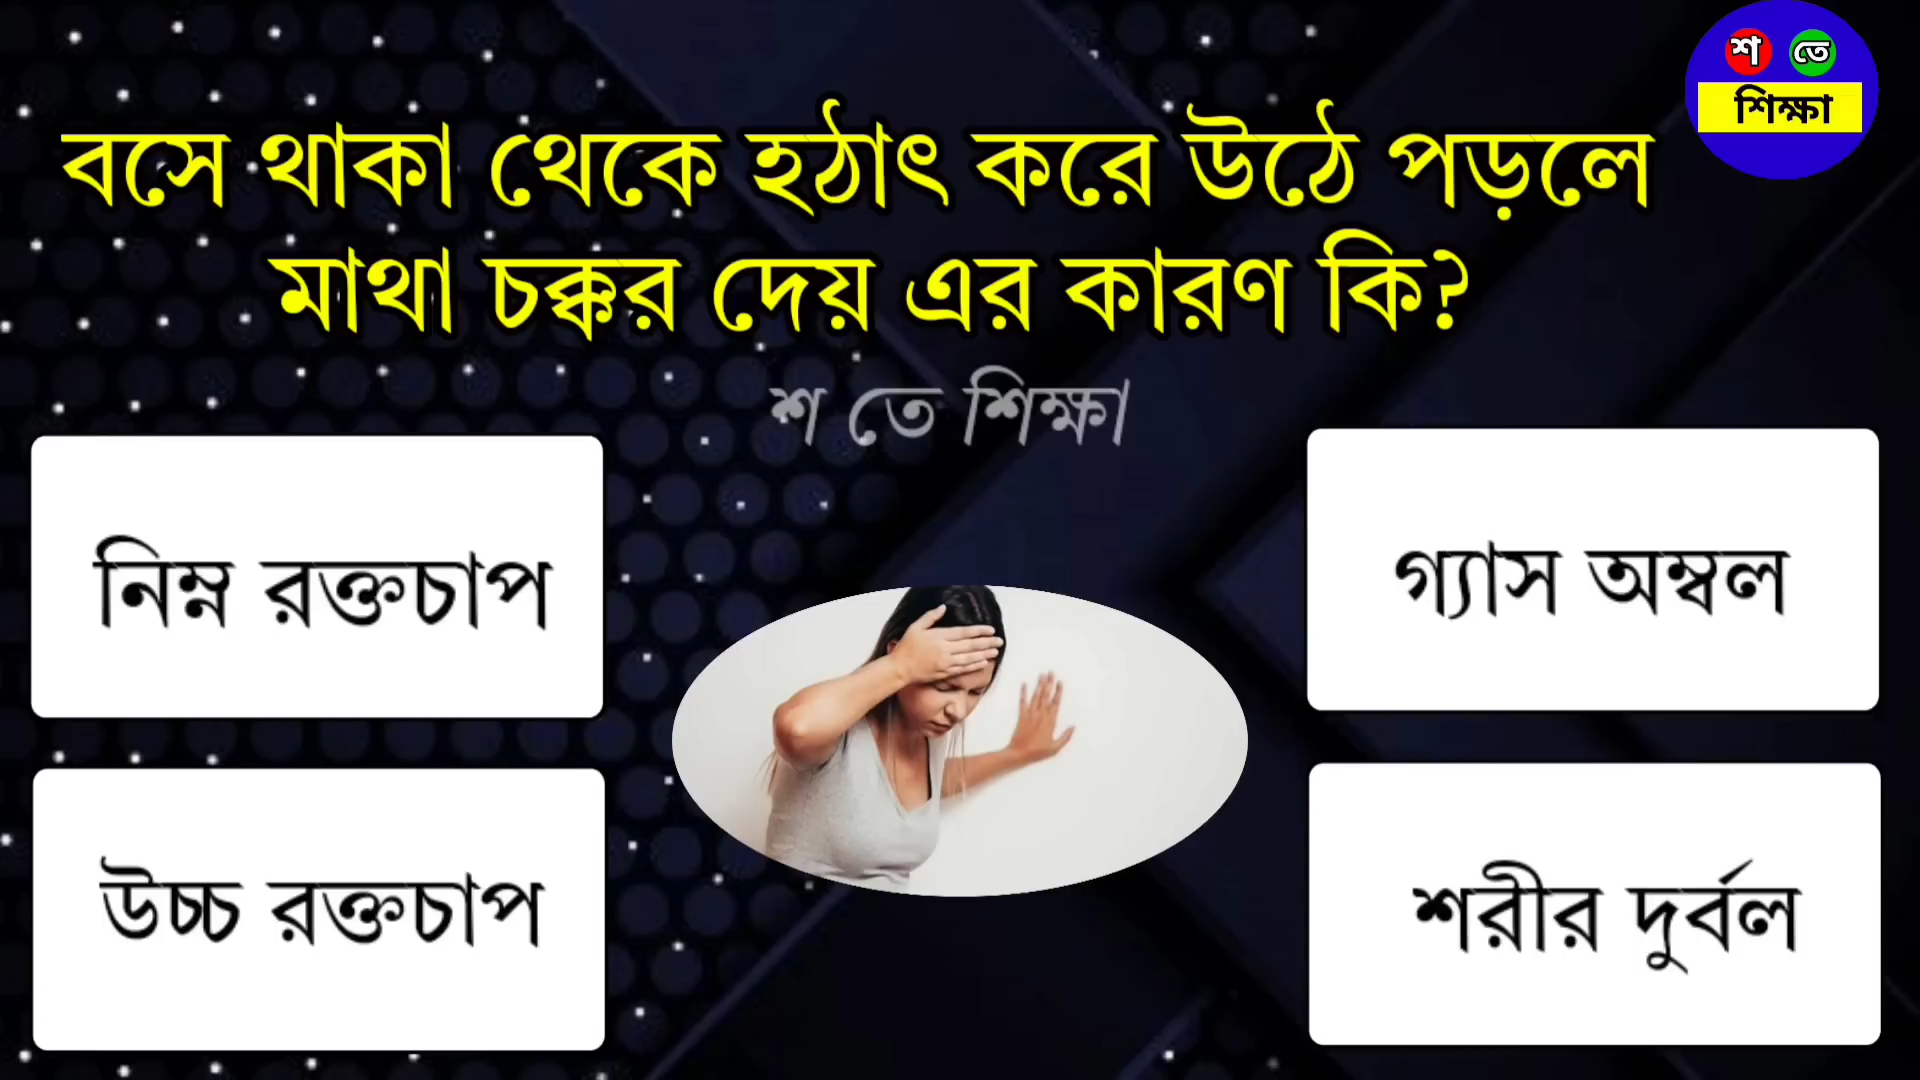 শ তে
শিক্ষা
বসে থাকা থেকে হঠাৎ করে উঠে পড়লে
মাথা চক্কর দেয় এর কারণ কি?
শ তে শিক্ষা
নিম্ন রক্তচাপ
গ্যাস অম্বল
উচ্চ রক্তচাপ
শরীর দুর্বল